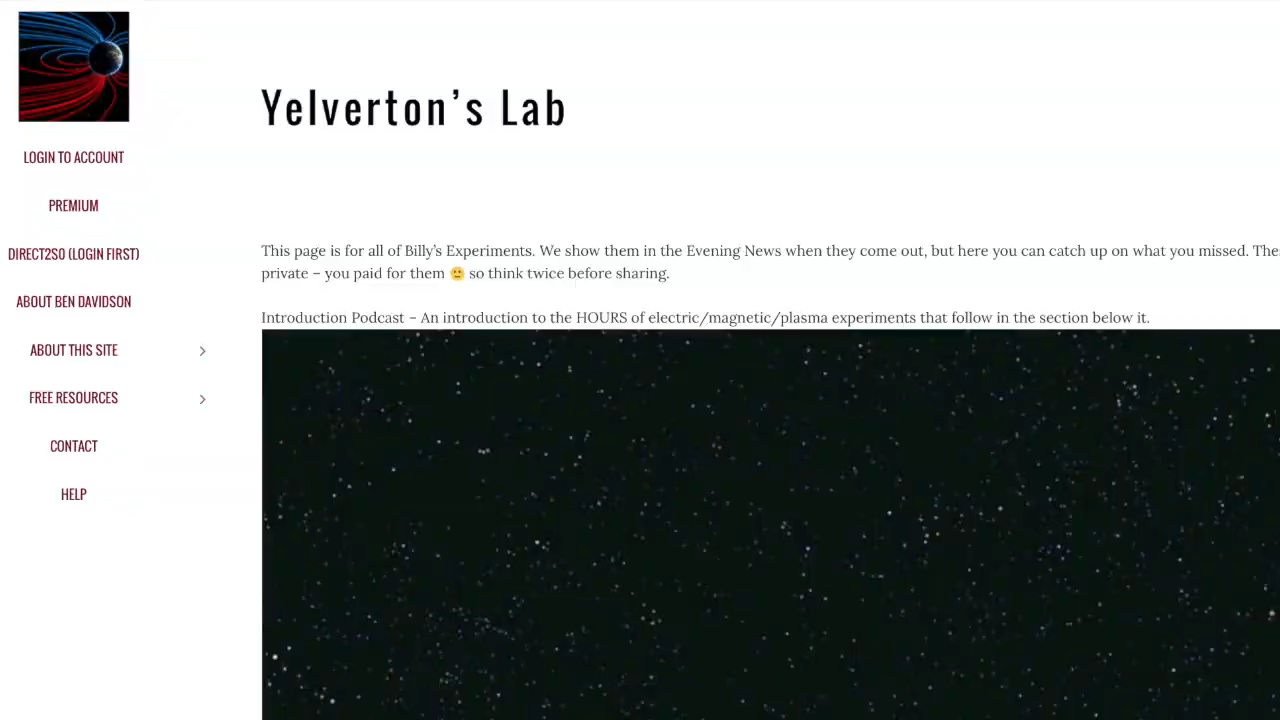 Yelverton's Lab
LOGIN TO ACCOUNT
PREMIUM
DIRECT2S0 (LOGIN FIRST)
ABOUT BEN DAVIDSON
ABOUT THIS SITE
FREE RESOURCES
CONTACT
HELP
This page is for all of Billy's Experiments. We show them in the Evening News when they come out, but here you can catch up on what you missed.
private – you paid for them 🙂 so think twice before sharing.
Introduction Podcast – An introduction to the HOURS of electric/magnetic/plasma experiments that follow in the section below it.